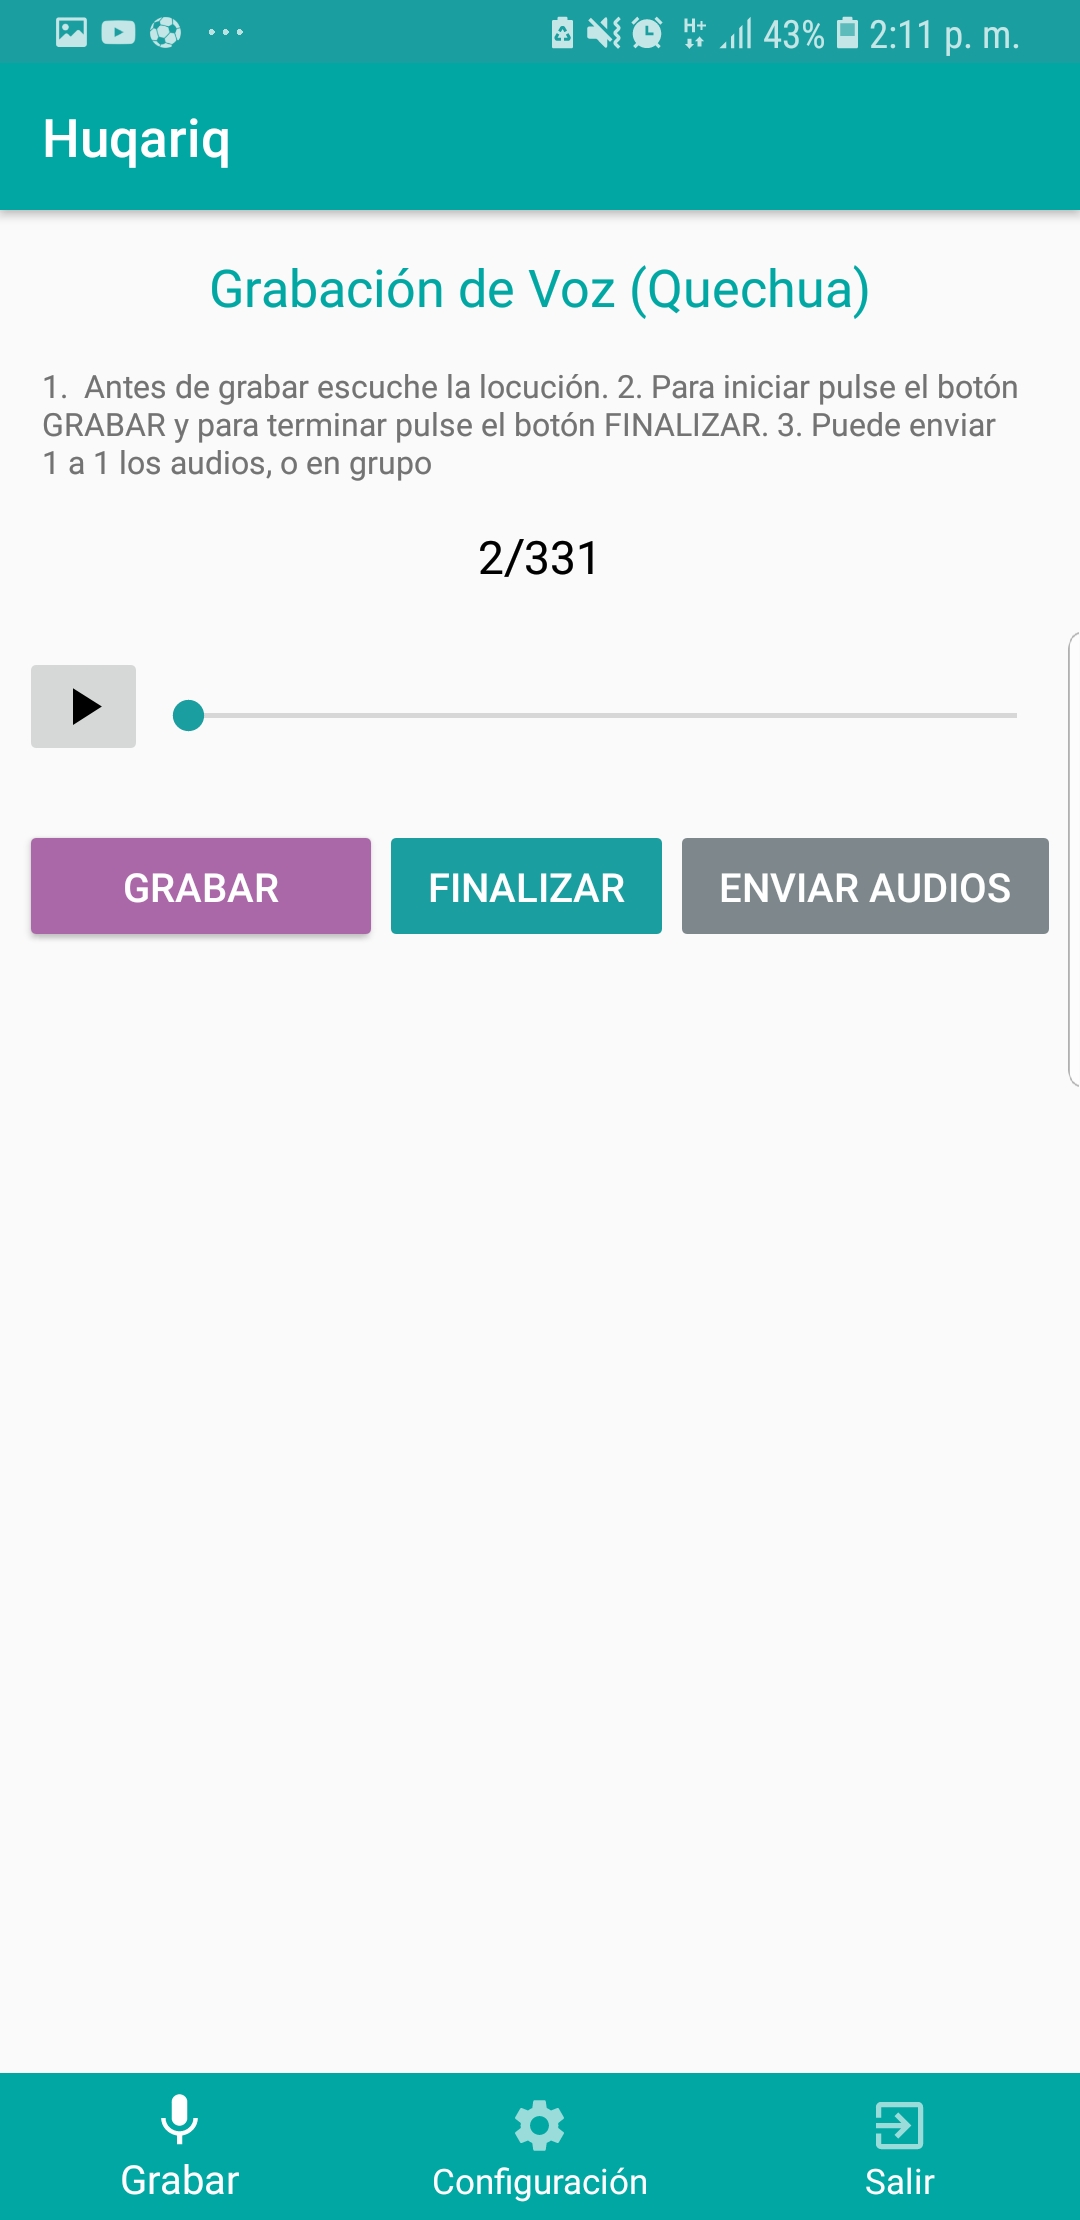 H+ 43% 2:11 p. m.
Huqariq
Grabación de Voz (Quechua)
1.  Antes de grabar escuche la locución. 2. Para iniciar pulse el botón
GRABAR y para terminar pulse el botón FINALIZAR. 3. Puede enviar
1 a 1 los audios, o en grupo
2/331
GRABAR FINALIZAR ENVIAR AUDIOS
Grabar Configuración Salir